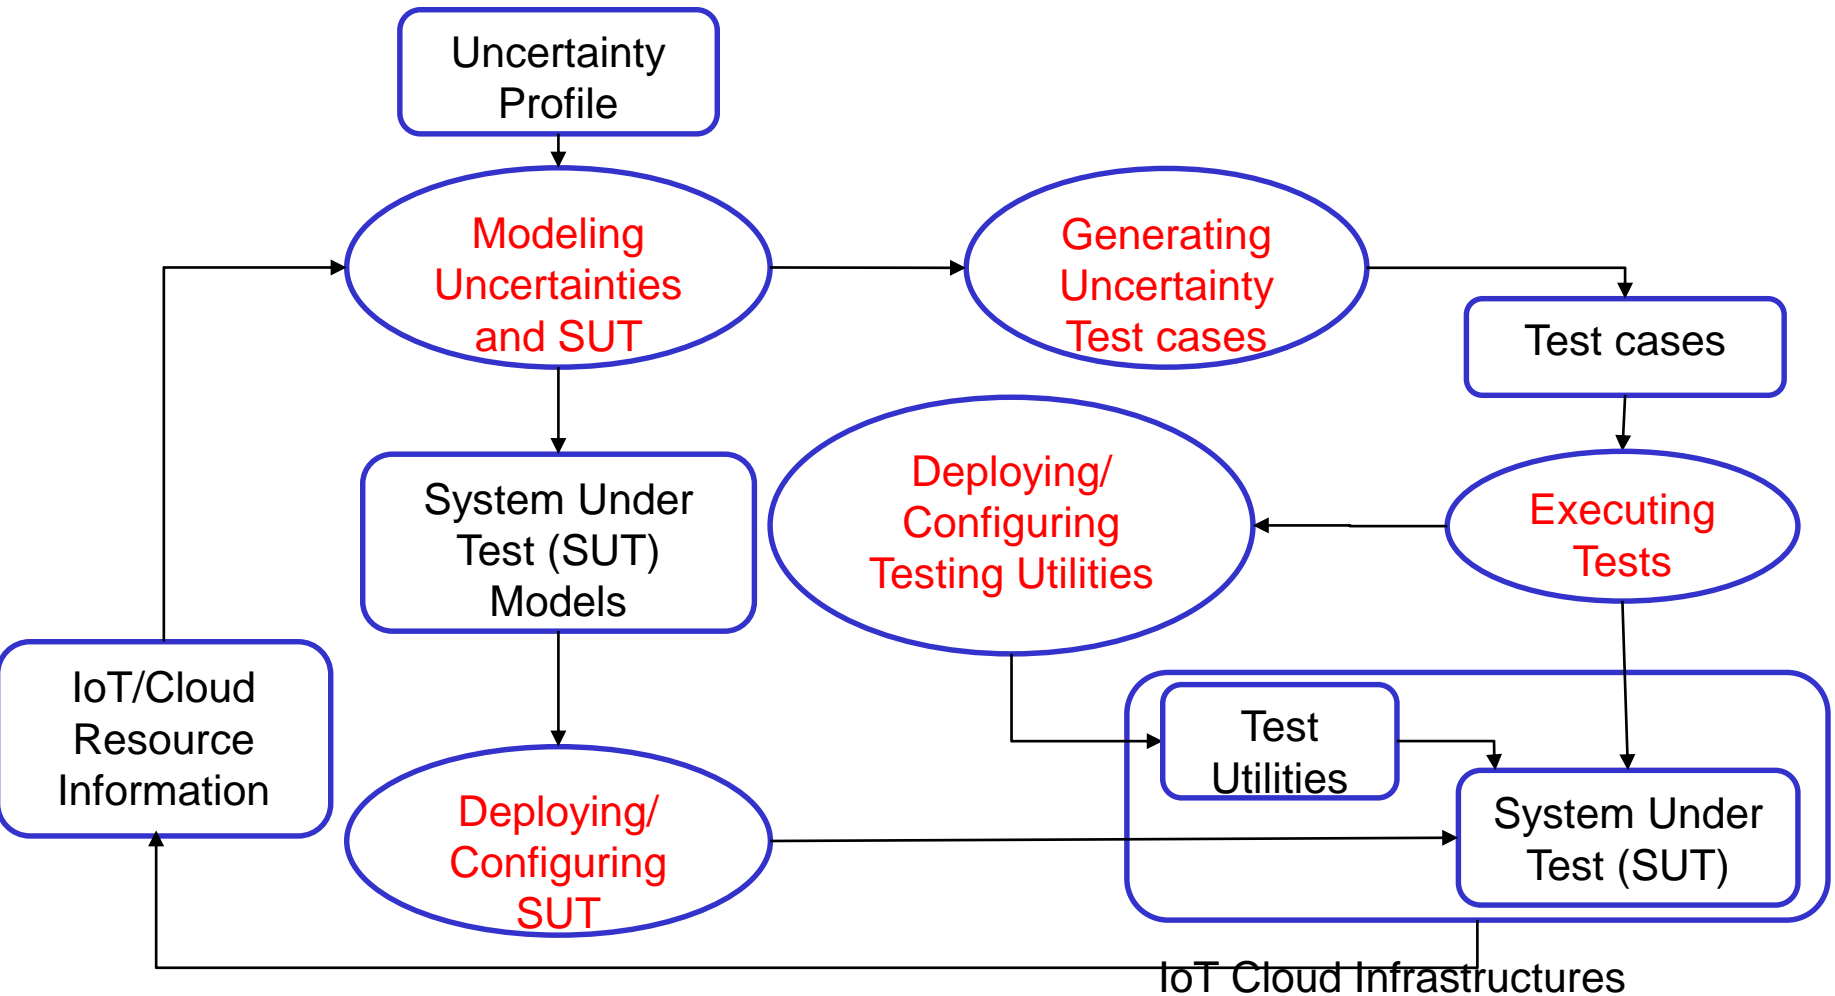 Uncertainty
Profile
Modeling
Uncertainties
and SUT
Generating
Uncertainty
Test cases
Test cases
System Under
Test (SUT)
Models
Deploying/
Configuring
Testing Utilities
Executing
Tests
IoT/Cloud
Resource
Information
Deploying/
Configuring
SUT
Test
Utilities
System Under
Test (SUT)
IoT Cloud Infrastructures